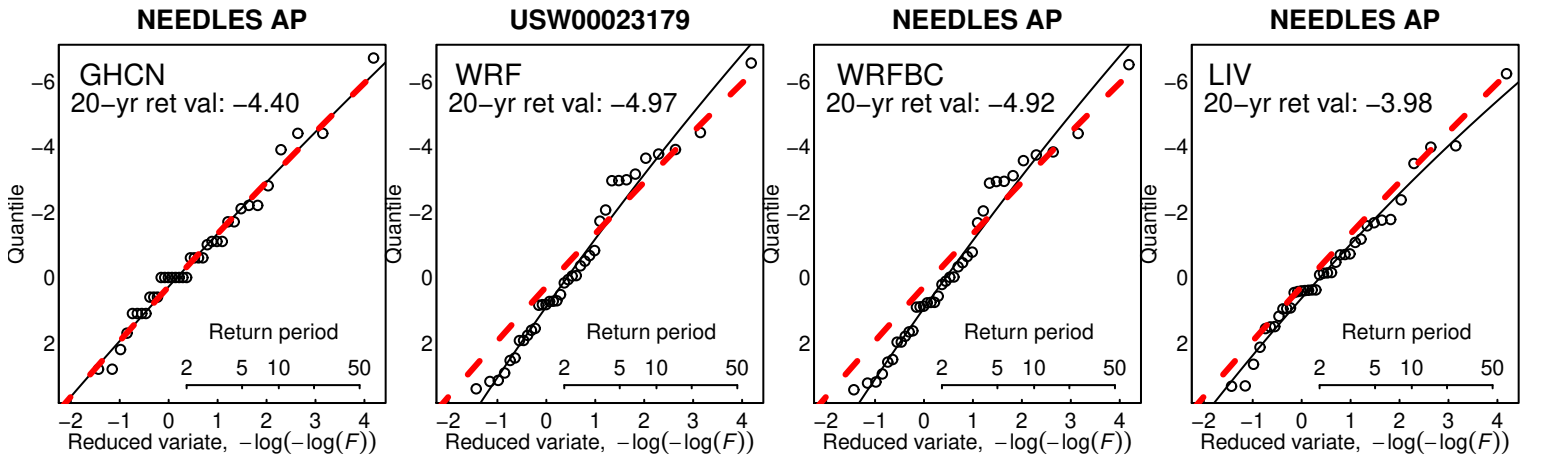 NEEDLES AP
GHCN
20−yr ret val: −4.40
Quantile
−6
−4
−2
0
2
Return period
2 5 10 50
−2 −1 0 1 2 3 4
Reduced variate, −log(−log(F))
USW00023179
WRF
20−yr ret val: −4.97
Quantile
−6
−4
−2
0
2
Return period
2 5 10 50
−2 −1 0 1 2 3 4
Reduced variate, −log(−log(F))
NEEDLES AP
WRFBC
20−yr ret val: −4.92
Quantile
−6
−4
−2
0
2
Return period
2 5 10 50
−2 −1 0 1 2 3 4
Reduced variate, −log(−log(F))
NEEDLES AP
LIV
20−yr ret val: −3.98
Quantile
−6
−4
−2
0
2
Return period
2 5 10 50
−2 −1 0 1 2 3 4
Reduced variate, −log(−log(F))